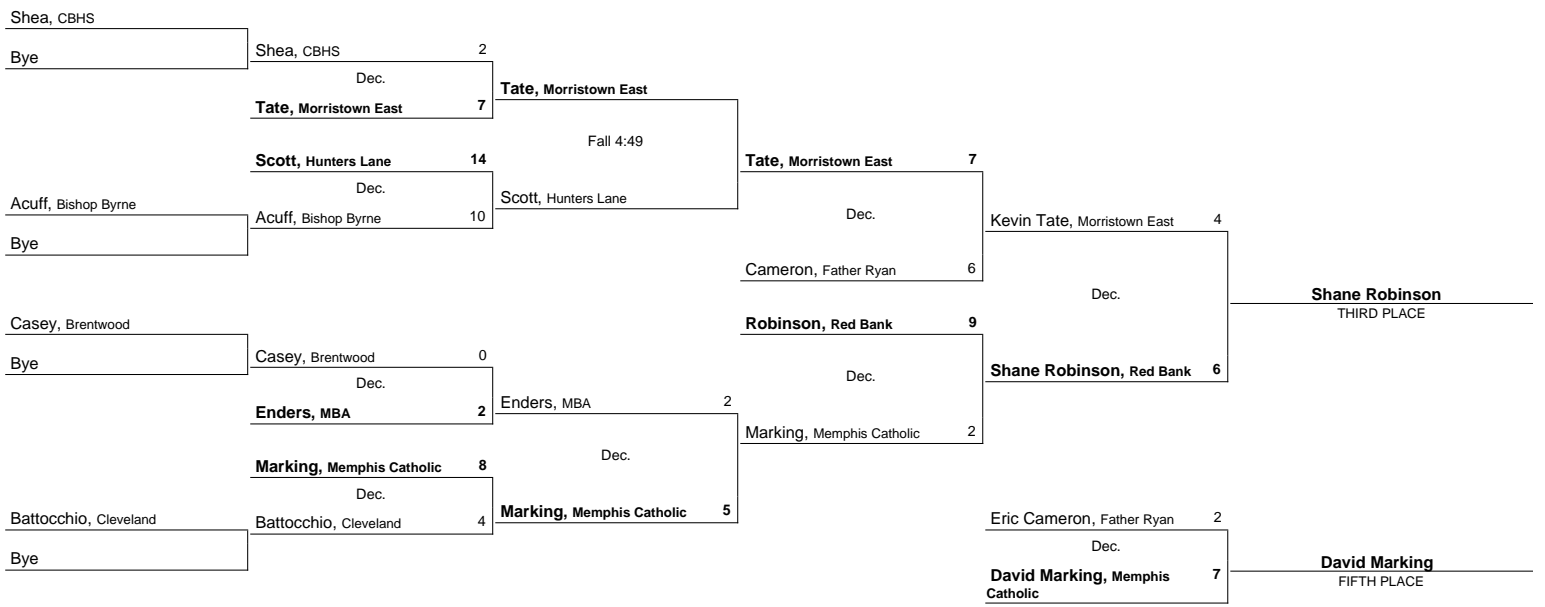 Shea, CBHS
Bye
Shea, CBHS 2
Dec.
Tate, Morristown East 7
Tate, Morristown East
Fall 4:49
Scott, Hunters Lane 14
Dec.
Acuff, Bishop Byrne 10
Acuff, Bishop Byrne
Bye
Scott, Hunters Lane
Tate, Morristown East 7
Dec.
Cameron, Father Ryan 6
Kevin Tate, Morristown East 4
Dec.
Shane Robinson
THIRD PLACE
Casey, Brentwood
Bye
Casey, Brentwood 0
Dec.
Enders, MBA 2
Enders, MBA 2
Dec.
Marking, Memphis Catholic 8
Dec.
Battocchio, Cleveland 4
Battocchio, Cleveland
Bye
Marking, Memphis Catholic 5
Robinson, Red Bank 9
Dec.
Marking, Memphis Catholic 2
Shane Robinson, Red Bank 6
Eric Cameron, Father Ryan 2
Dec.
David Marking, Memphis 7
Catholic
David Marking
FIFTH PLACE